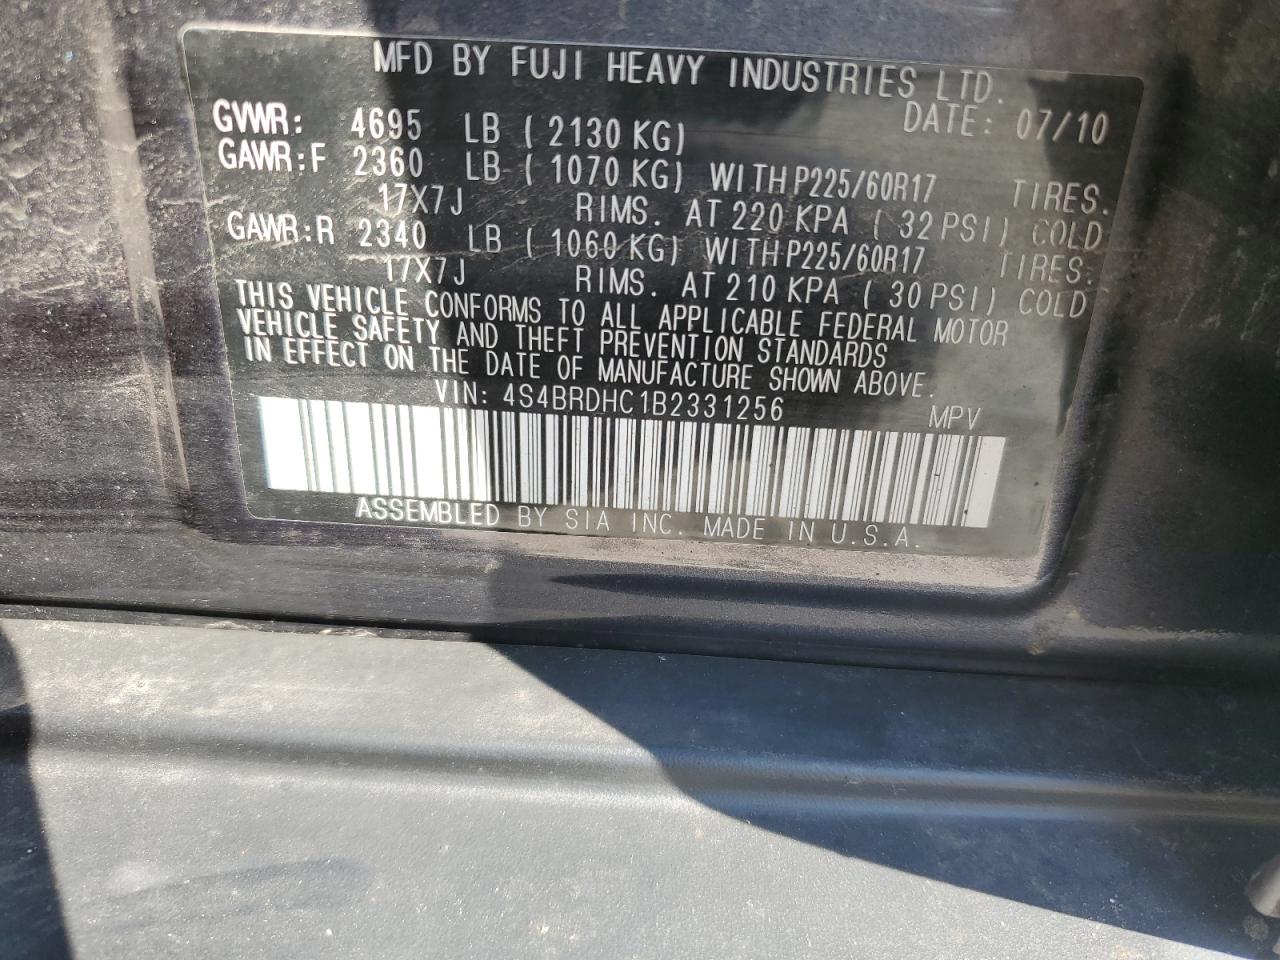 MFD BY FUJI HEAVY INDUSTRIES LTD.
DATE: 07/10
GVWR: 4695 LB ( 2130 KG)
GAWR:F 2360 LB ( 1070 KG) WITH P225/60R17 TIRES.
17X7J RIMS. AT 220 KPA ( 32 PSI) COLD
GAWR:R 2340 LB ( 1060 KG) WITH P225/60R17 TIRES.
17X7J RIMS. AT 210 KPA ( 30 PSI) COLD
THIS VEHICLE CONFORMS TO ALL APPLICABLE FEDERAL MOTOR
VEHICLE SAFETY AND THEFT PREVENTION STANDARDS
IN EFFECT ON THE DATE OF MANUFACTURE SHOWN ABOVE.
VIN: 4S4BRDHC1B2331256 MPV
ASSEMBLED BY SIA INC. MADE IN U.S.A.